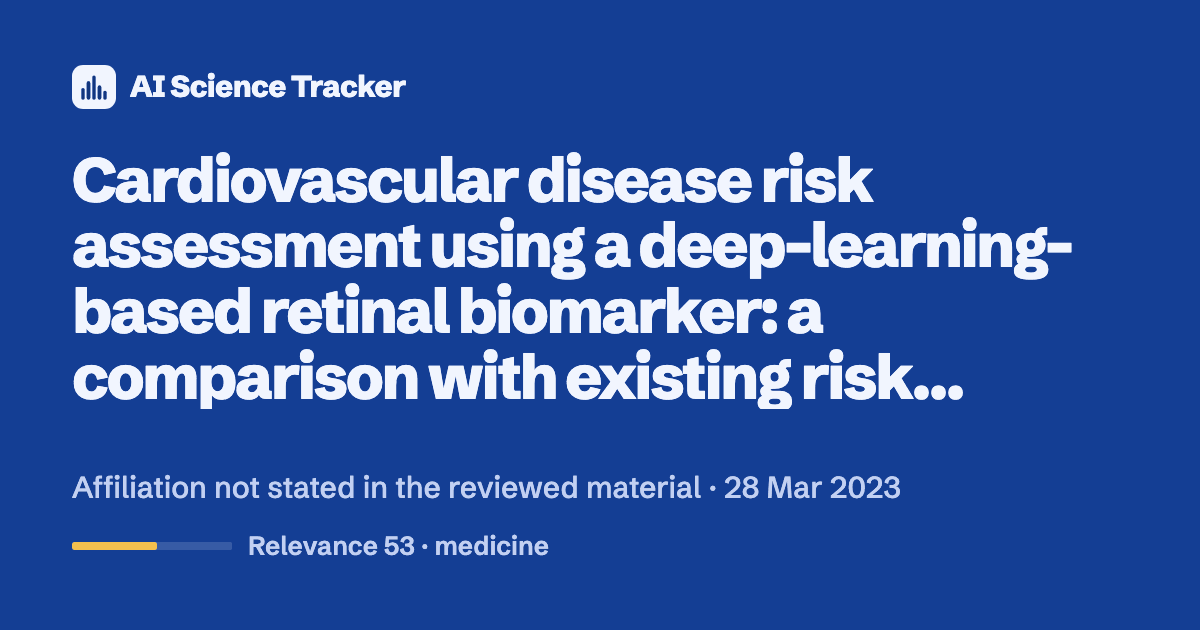 AI Science Tracker
Cardiovascular disease risk
assessment using a deep-learning-
based retinal biomarker: a
comparison with existing risk...
Affiliation not stated in the reviewed material · 28 Mar 2023
Relevance 53 · medicine